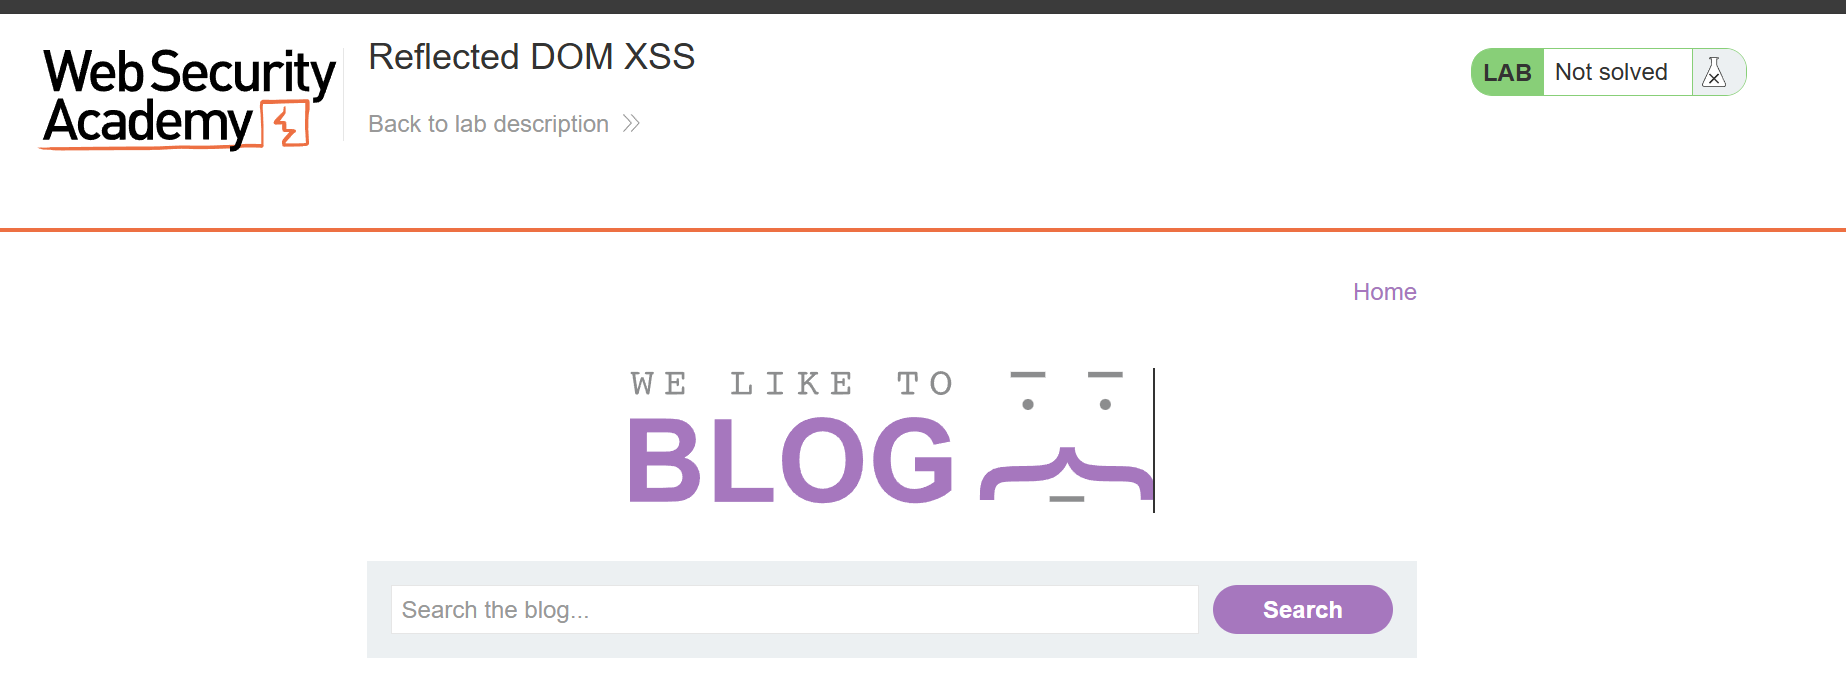 Web Security
Academy
Reflected DOM XSS
Back to lab description
LAB
Not solved
Home
WE LIKE TO
BLOG
Search the blog...
Search